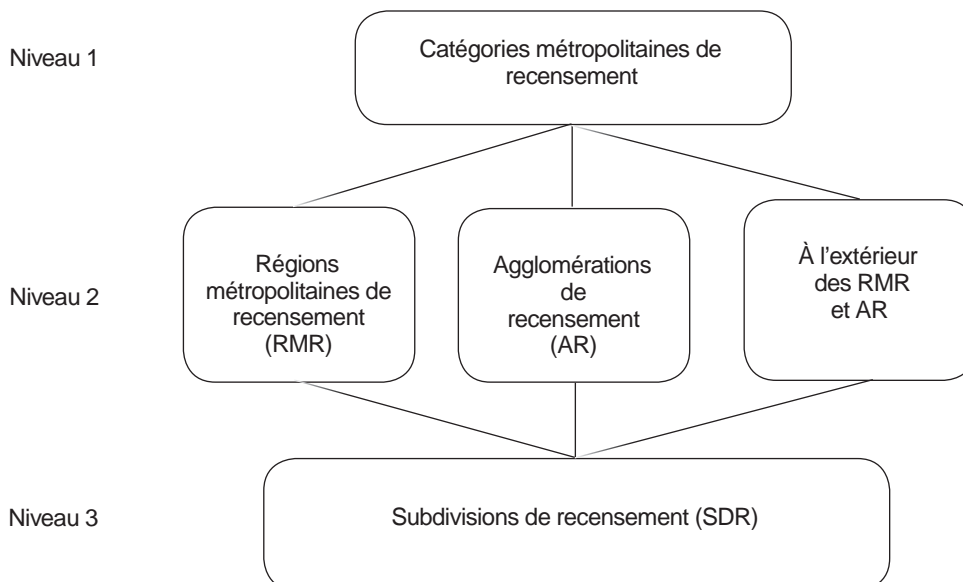 Niveau 1
Catégories métropolitaines de
recensement
Niveau 2
Régions
métropolitaines de
recensement
(RMR)
Agglomérations
de
recensement
(AR)
À l'extérieur
des RMR
et AR
Niveau 3
Subdivisions de recensement (SDR)